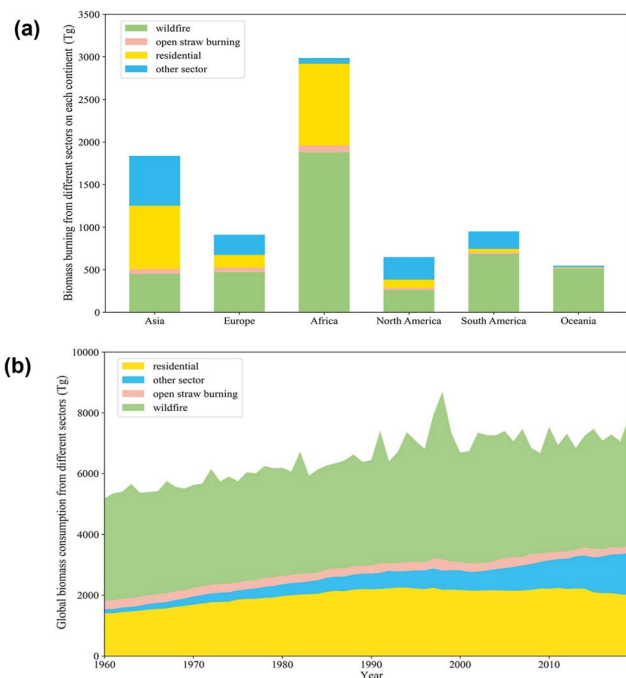 (a)
Biomass burning from different sectors on each continent (Tg)
3500
3000
2500
2000
1500
1000
500
0
wildfire
open straw burning
residential
other sector
Asia Europe Africa North America South America Oceania
(b)
Global biomass consumption from different sectors (Tg)
10000
8000
6000
4000
2000
0
residential
other sector
open straw burning
wildfire
1960 1970 1980 1990 2000 2010
Year